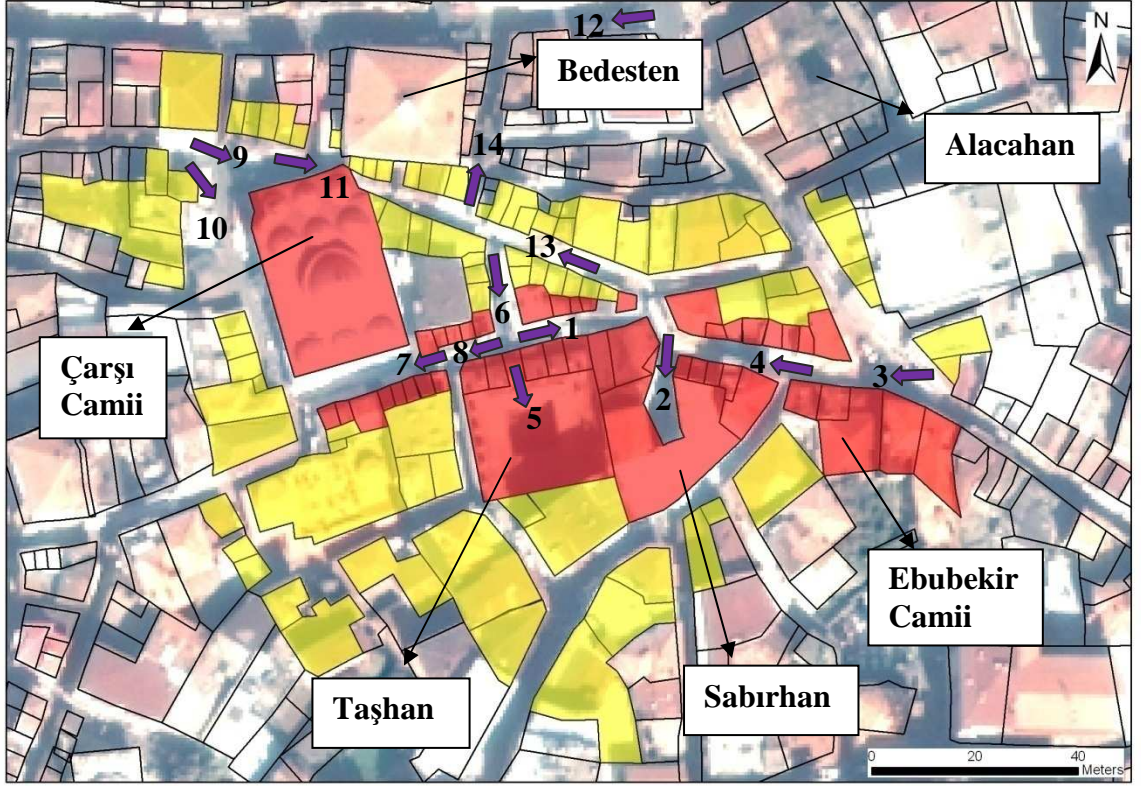 12
N
Bedesten
Alacahan
9
14
11
10
13
6
1
7
8
4
3
2
5
Çarşı
Camii
Ebubekir
Camii
Taşhan
Sabırhan
0 20 40
Meters